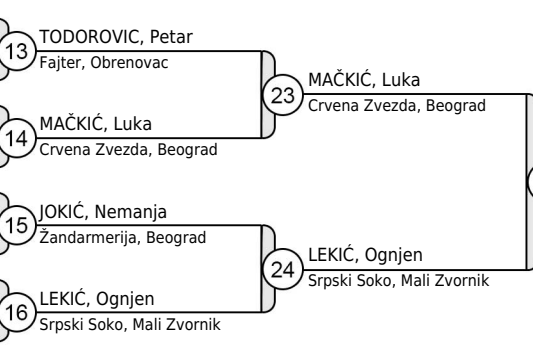 13
TODOROVIC, Petar
Fajter, Obrenovac
23
MAČKIĆ, Luka
Crvena Zvezda, Beograd
14
MAČKIĆ, Luka
Crvena Zvezda, Beograd
15
JOKIĆ, Nemanja
Žandarmerija, Beograd
24
LEKIĆ, Ognjen
Srpski Soko, Mali Zvornik
16
LEKIĆ, Ognjen
Srpski Soko, Mali Zvornik